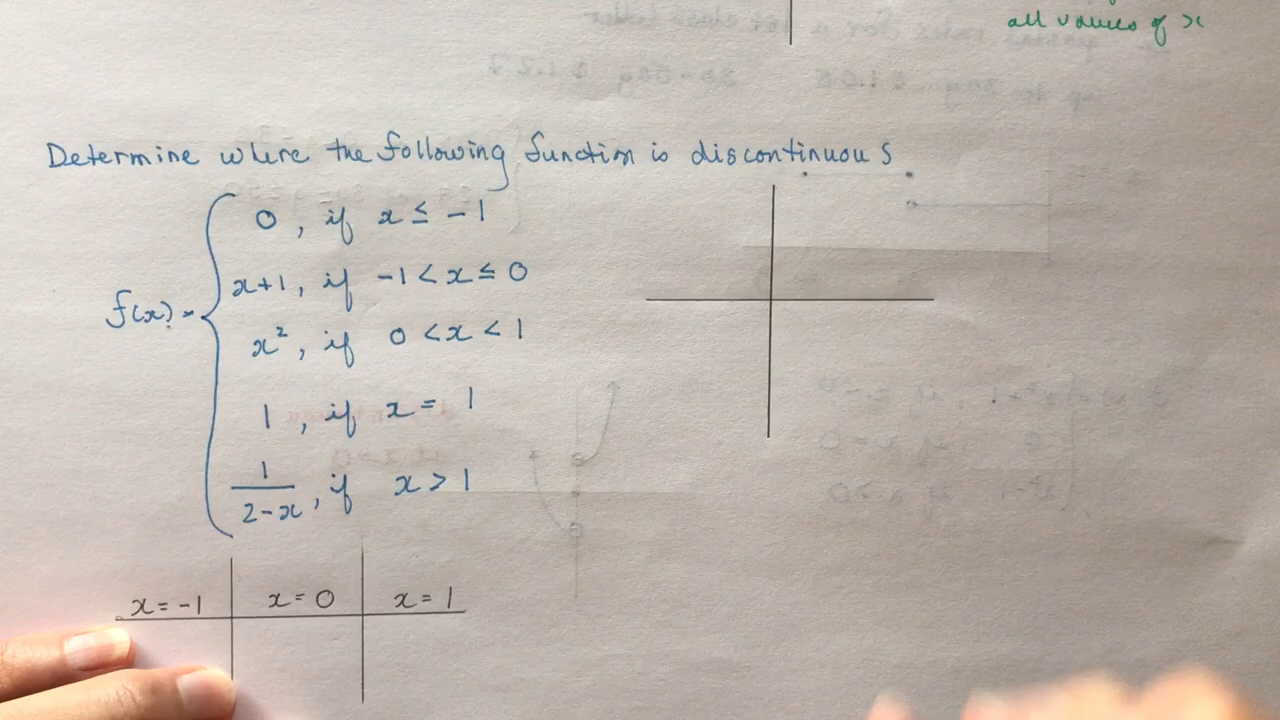 all values of x
Determine where the following function is discontinuous
f(x) = { 0, if x ≤ -1
x+1, if -1 < x ≤ 0
x², if 0 < x < 1
1, if x = 1
1/(2-x), if x > 1
x = -1 | x = 0 | x = 1